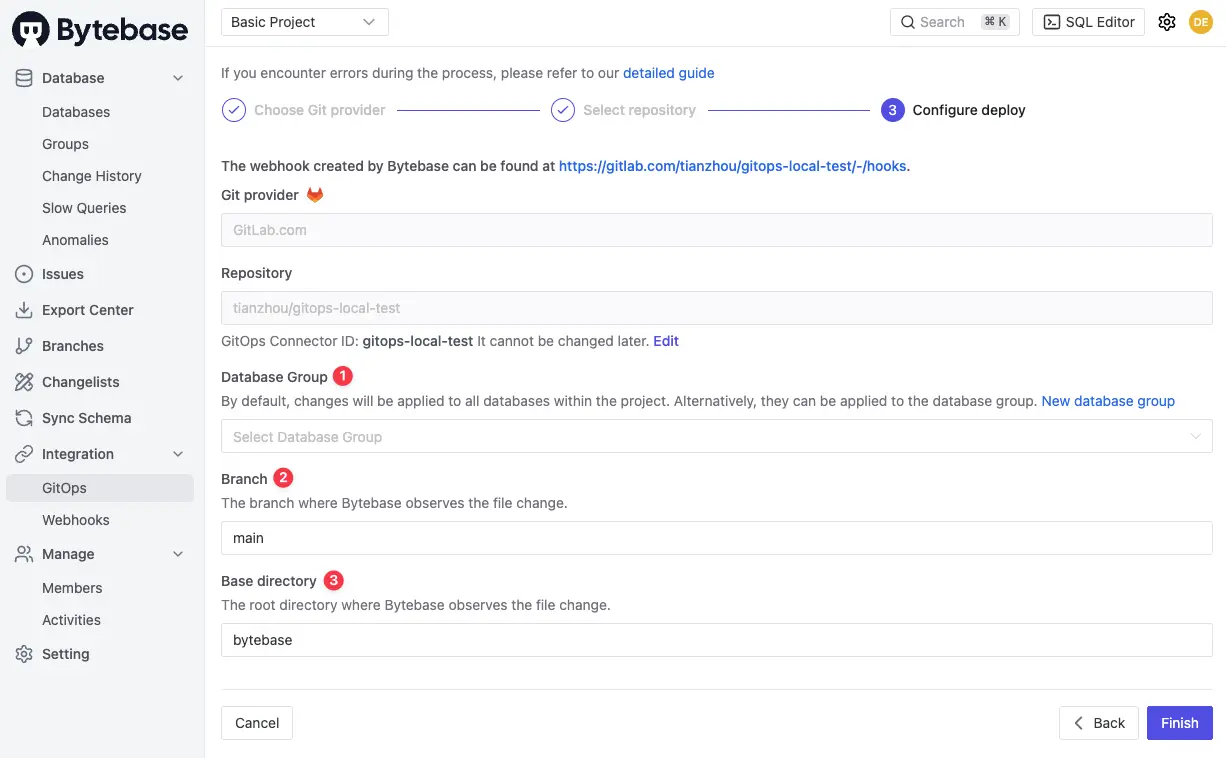 Bytebase
Database
Databases
Groups
Change History
Slow Queries
Anomalies
Issues
Export Center
Branches
Changelists
Sync Schema
Integration
GitOps
Webhooks
Manage
Members
Activities
Setting
Basic Project
Search ⌘ K
SQL Editor
DE
If you encounter errors during the process, please refer to our detailed guide
Choose Git provider
Select repository
3 Configure deploy
The webhook created by Bytebase can be found at https://gitlab.com/tianzhou/gitops-local-test/-/hooks.
Git provider
GitLab.com
Repository
tianzhou/gitops-local-test
GitOps Connector ID: gitops-local-test It cannot be changed later. Edit
Database Group 1
By default, changes will be applied to all databases within the project. Alternatively, they can be applied to the database group. New database group
Select Database Group
Branch 2
The branch where Bytebase observes the file change.
main
Base directory 3
The root directory where Bytebase observes the file change.
bytebase
Cancel
Back
Finish